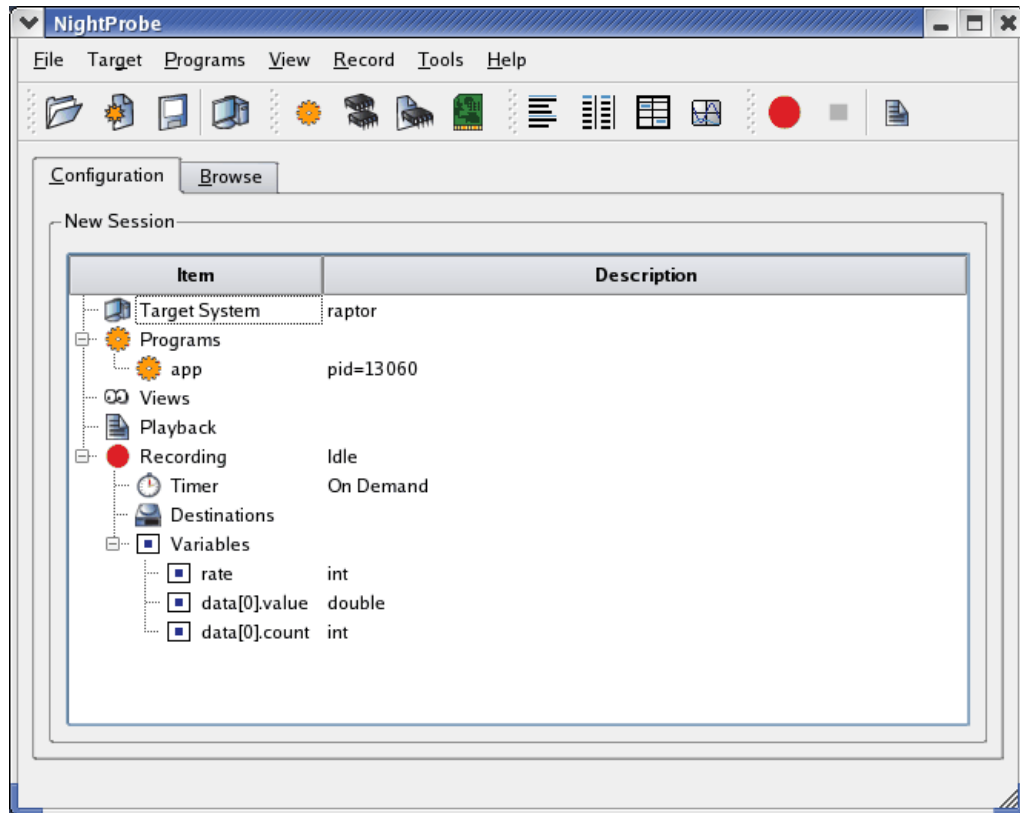 NightProbe
File Target Programs View Record Tools Help
Configuration Browse
New Session
Item Description
Target System raptor
Programs
app pid=13060
Views
Playback
Recording Idle
Timer On Demand
Destinations
Variables
rate int
data[0].value double
data[0].count int